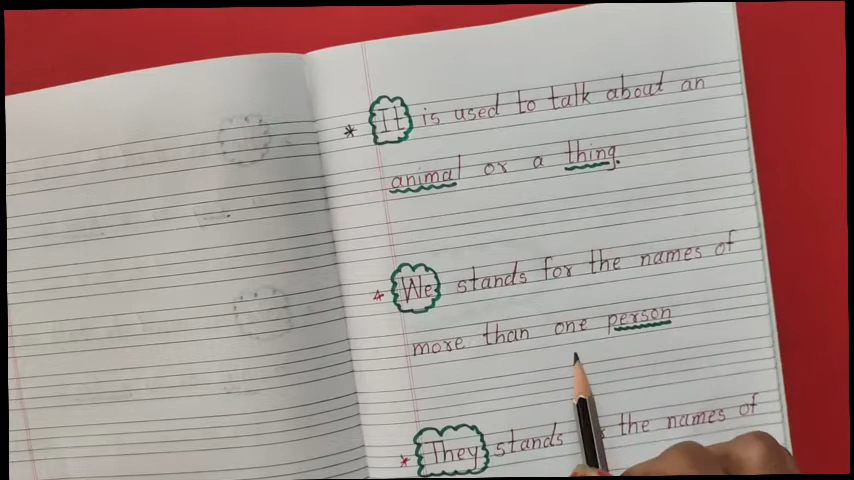 * It is used to talk about an
animal or a thing.
* We stands for the names of
more than one person
* They stands the names of